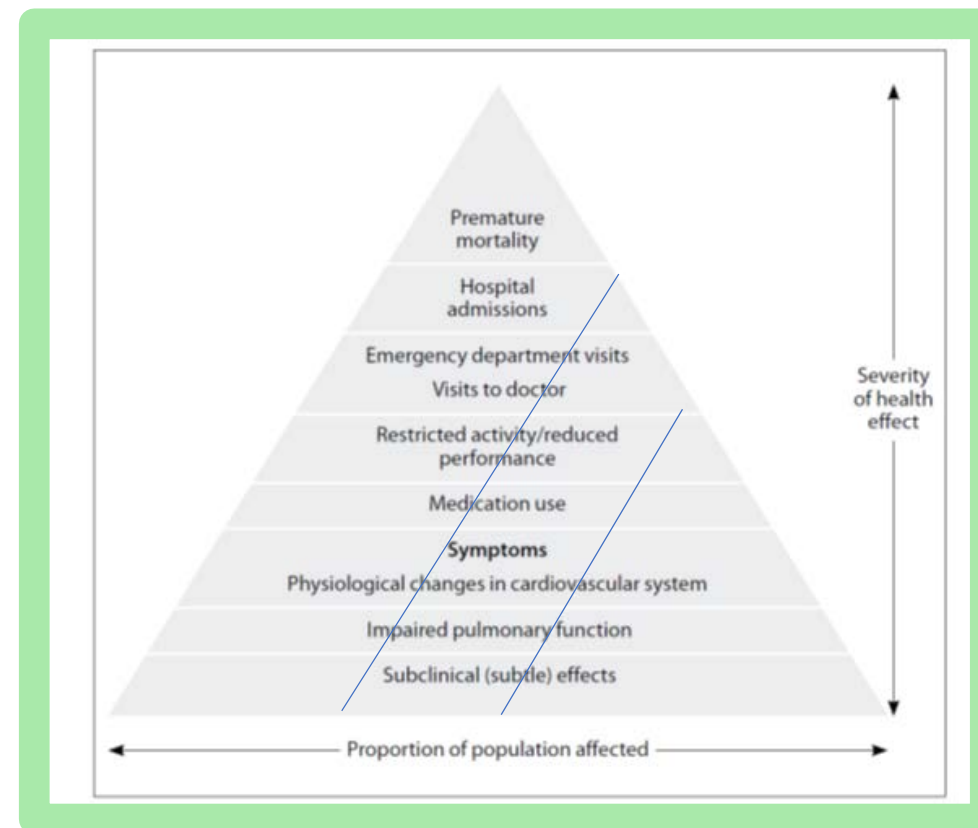 Premature
mortality
Hospital
admissions
Emergency department visits
Visits to doctor
Restricted activity/reduced
performance
Medication use
Symptoms
Physiological changes in cardiovascular system
Impaired pulmonary function
Subclinical (subtle) effects
Severity
of health
effect
Proportion of population affected